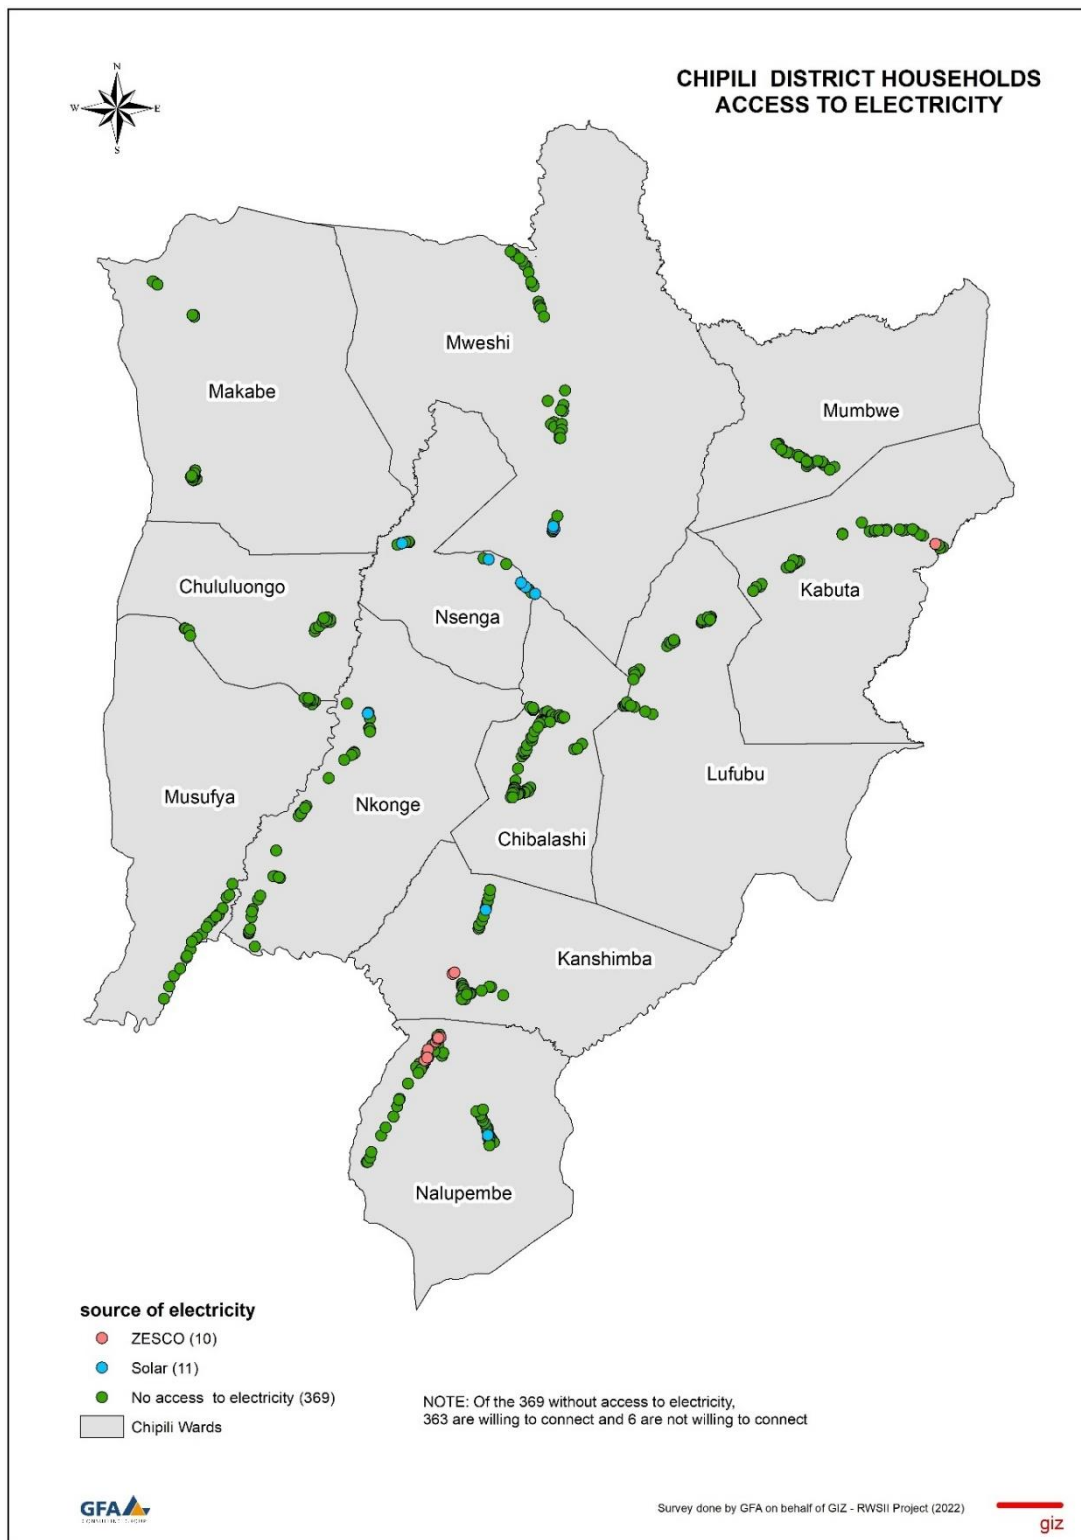 CHIPILI DISTRICT HOUSEHOLDS
ACCESS TO ELECTRICITY
N
W
E
S
Mweshi
Makabe
Mumbwe
Chululuongo
Kabuta
Nsenga
Lufubu
Musufya
Nkonge
Chibalashi
Kanshimba
Nalupembe
source of electricity
ZESCO (10)
Solar (11)
No access to electricity (369)
Chipili Wards
NOTE: Of the 369 without access to electricity,
363 are willing to connect and 6 are not willing to connect
GFA
CONSULTING GROUP
Survey done by GFA on behalf of GIZ - RWSII Project (2022)
giz